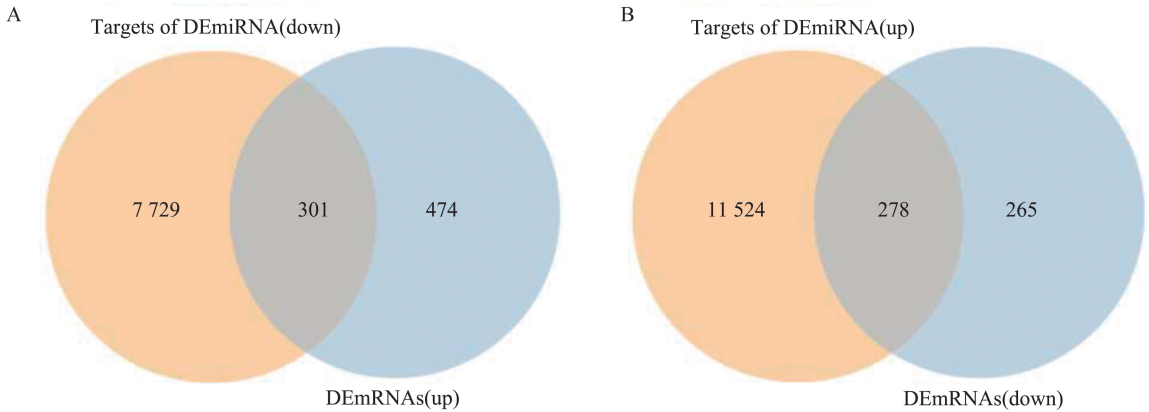 A
Targets of DEmiRNA(down)
7 729
301
474
DEmRNAs(up)
B
Targets of DEmiRNA(up)
11 524
278
265
DEmRNAs(down)